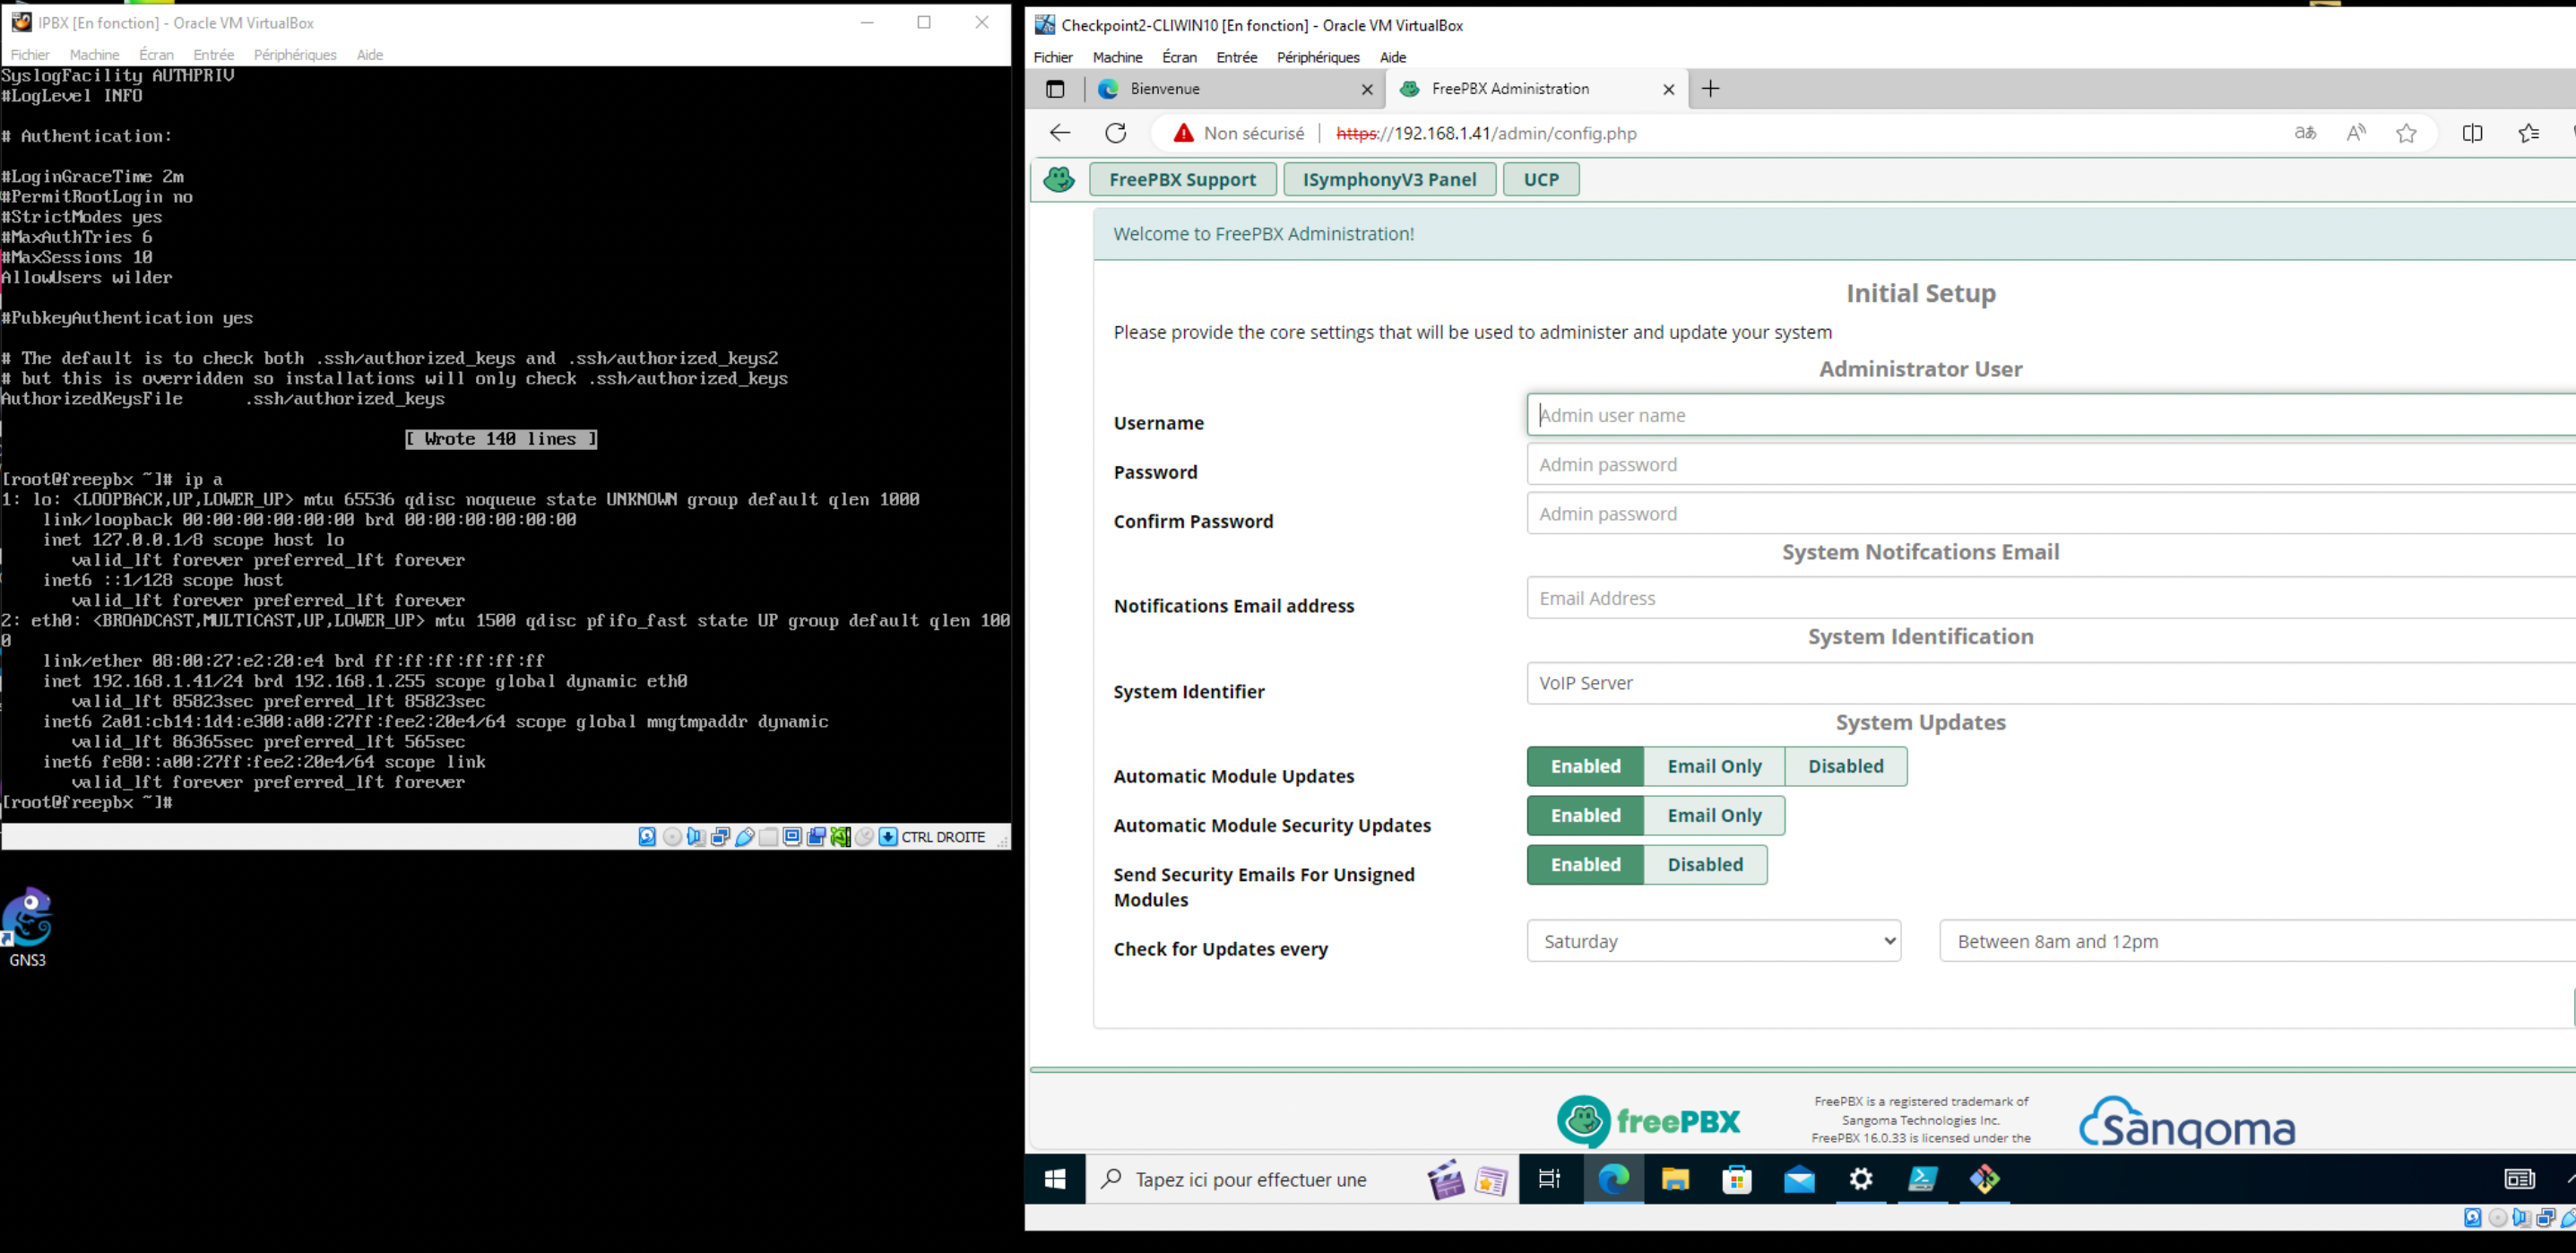 IPBX [En fonction] - Oracle VM VirtualBox
Fichier Machine Écran Entrée Périphériques Aide
SyslogFacility AUTHPRIV
#LogLevel INFO
# Authentication:
#LoginGraceTime 2m
#PermitRootLogin no
#StrictModes yes
#MaxAuthTries 6
#MaxSessions 10
AllowUsers wilder
#PubkeyAuthentication yes
# The default is to check both .ssh/authorized_keys and .ssh/authorized_keys2
# but this is overridden so installations will only check .ssh/authorized_keys
AuthorizedKeysFile .ssh/authorized_keys
[ Wrote 140 lines ]
[root@freepbx ~]# ip a
1: lo: <LOOPBACK,UP,LOWER_UP> mtu 65536 qdisc noqueue state UNKNOWN group default qlen 1000
link/loopback 00:00:00:00:00:00 brd 00:00:00:00:00:00
inet 127.0.0.1/8 scope host lo
valid_lft forever preferred_lft forever
inet6 ::1/128 scope host
valid_lft forever preferred_lft forever
2: eth0: <BROADCAST,MULTICAST,UP,LOWER_UP> mtu 1500 qdisc pfifo_fast state UP group default qlen 100
0
link/ether 08:00:27:e2:20:e4 brd ff:ff:ff:ff:ff:ff
inet 192.168.1.41/24 brd 192.168.1.255 scope global dynamic eth0
valid_lft 85823sec preferred_lft 85823sec
inet6 2a01:cb14:1d4:e300:a00:27ff:fee2:20e4/64 scope global mngtmpaddr dynamic
valid_lft 86365sec preferred_lft 565sec
inet6 fe80::a00:27ff:fee2:20e4/64 scope link
valid_lft forever preferred_lft forever
[root@freepbx ~]#
CTRL DROITE
GNS3
Checkpoint2-CLIWIN10 [En fonction] - Oracle VM VirtualBox
Fichier Machine Écran Entrée Périphériques Aide
Bienvenue
FreePBX Administration
Non sécurisé https://192.168.1.41/admin/config.php
FreePBX Support ISymphonyV3 Panel UCP
Welcome to FreePBX Administration!
Initial Setup
Please provide the core settings that will be used to administer and update your system
Administrator User
Username Admin user name
Password Admin password
Confirm Password Admin password
System Notifcations Email
Notifications Email address Email Address
System Identification
System Identifier VoIP Server
System Updates
Automatic Module Updates Enabled Email Only Disabled
Automatic Module Security Updates Enabled Email Only
Send Security Emails For Unsigned Enabled Disabled
Modules
Check for Updates every Saturday Between 8am and 12pm
freePBX
FreePBX is a registered trademark of
Sangoma Technologies Inc.
FreePBX 16.0.33 is licensed under the
Sangoma
Tapez ici pour effectuer une